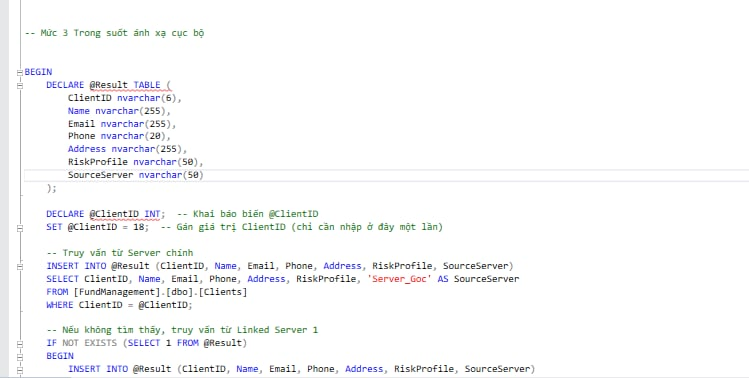 -- Mức 3 Trong suốt ánh xạ cục bộ
BEGIN
DECLARE @Result TABLE (
ClientID nvarchar(6),
Name nvarchar(255),
Email nvarchar(255),
Phone nvarchar(20),
Address nvarchar(255),
RiskProfile nvarchar(50),
SourceServer nvarchar(50)
);
DECLARE @ClientID INT; -- Khai báo biến @ClientID
SET @ClientID = 18; -- Gán giá trị ClientID (chỉ cần nhập ở đây một lần)
-- Truy vấn từ Server chính
INSERT INTO @Result (ClientID, Name, Email, Phone, Address, RiskProfile, SourceServer)
SELECT ClientID, Name, Email, Phone, Address, RiskProfile, 'Server_Goc' AS SourceServer
FROM [FundManagement].[dbo].[Clients]
WHERE ClientID = @ClientID;
-- Nếu không tìm thấy, truy vấn từ Linked Server 1
IF NOT EXISTS (SELECT 1 FROM @Result)
BEGIN
INSERT INTO @Result (ClientID, Name, Email, Phone, Address, RiskProfile, SourceServer)